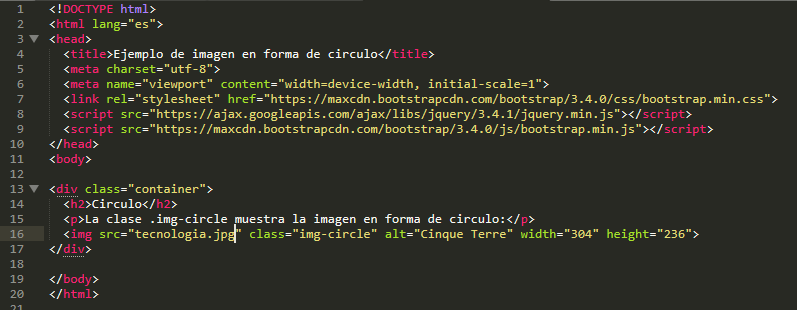 1 <!DOCTYPE html>
2 <html lang="es">
3 <head>
4 <title>Ejemplo de imagen en forma de circulo</title>
5 <meta charset="utf-8">
6 <meta name="viewport" content="width=device-width, initial-scale=1">
7 <link rel="stylesheet" href="https://maxcdn.bootstrapcdn.com/bootstrap/3.4.0/css/bootstrap.min.css">
8 <script src="https://ajax.googleapis.com/ajax/libs/jquery/3.4.1/jquery.min.js"></script>
9 <script src="https://maxcdn.bootstrapcdn.com/bootstrap/3.4.0/js/bootstrap.min.js"></script>
10 </head>
11 <body>
12
13 <div class="container">
14 <h2>Circulo</h2>
15 <p>La clase .img-circle muestra la imagen en forma de circulo:</p>
16 <img src="tecnologia.jpg" class="img-circle" alt="Cinque Terre" width="304" height="236">
17 </div>
18
19 </body>
20 </html>
21